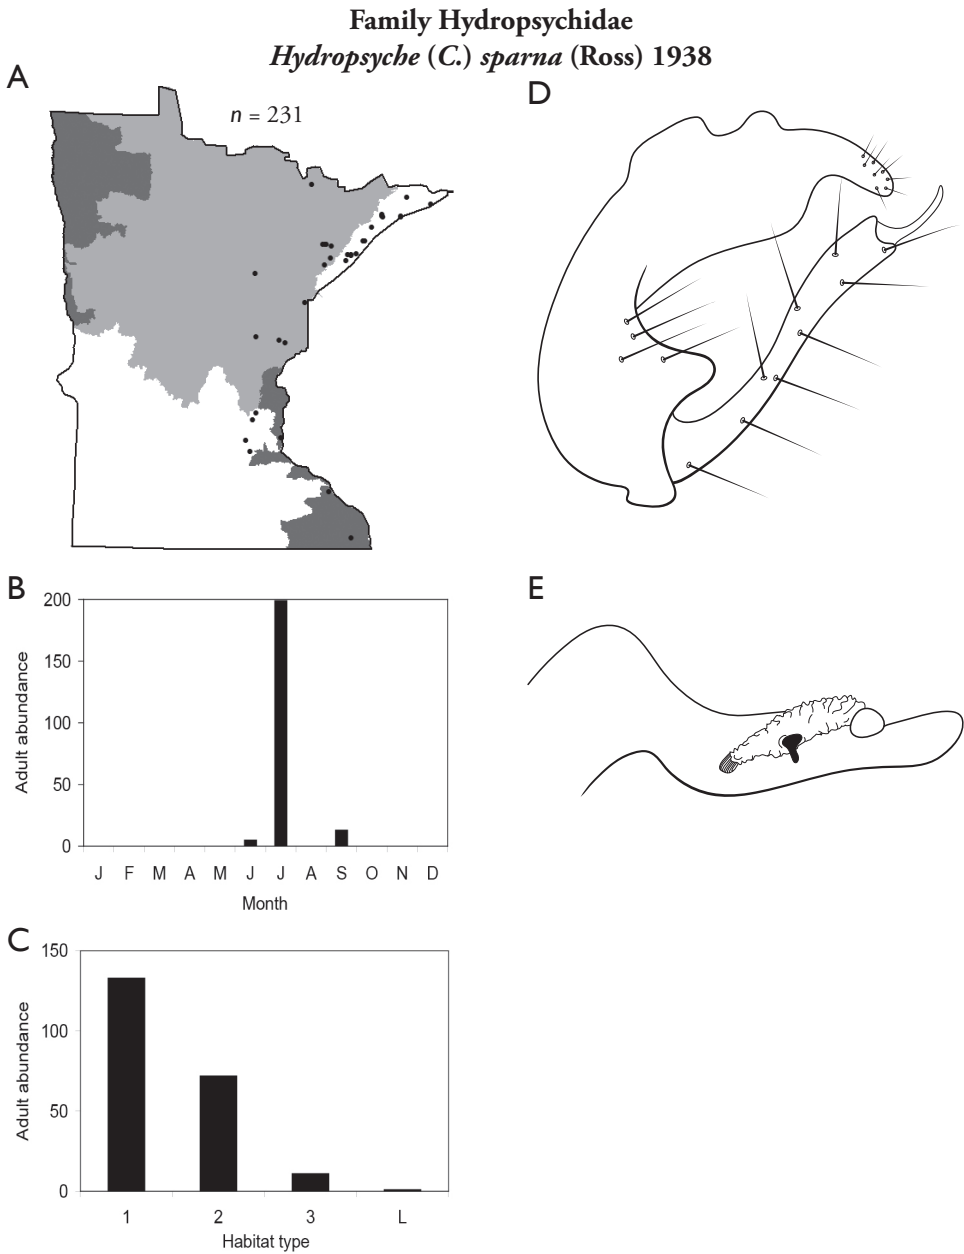 Family Hydropsychidae
Hydropsyche (C.) sparna (Ross) 1938
A
n = 231
D
B
200
150
100
50
0
Adult abundance
J F M A M J J A S O N D
Month
E
C
150
100
50
0
Adult abundance
1 2 3 L
Habitat type